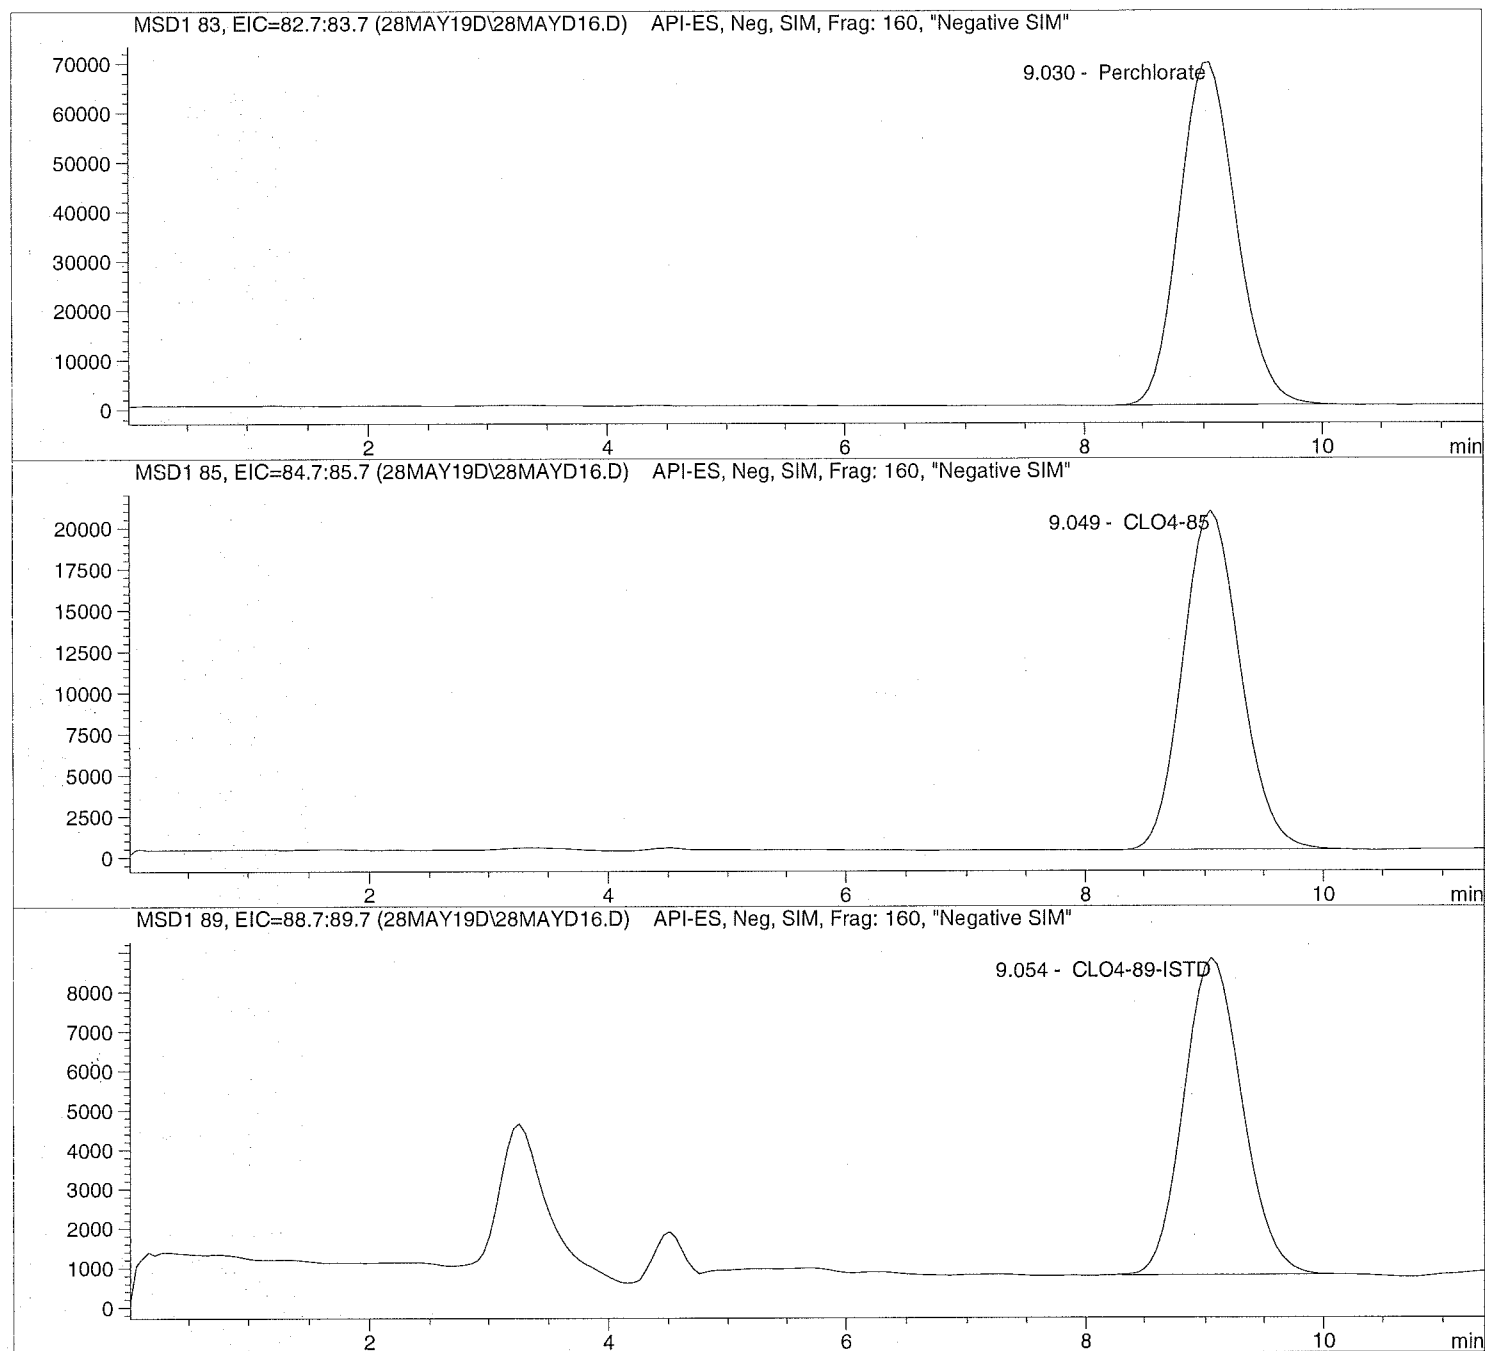 MSD1 83, EIC=82.7:83.7 (28MAY19D\28MAYD16.D) API-ES, Neg, SIM, Frag: 160, "Negative SIM"
70000
9.030 - Perchlorate
60000
50000
40000
30000
20000
10000
0
2 4 6 8 10 min
MSD1 85, EIC=84.7:85.7 (28MAY19D\28MAYD16.D) API-ES, Neg, SIM, Frag: 160, "Negative SIM"
20000
9.049 - CLO4-85
17500
15000
12500
10000
7500
5000
2500
0
2 4 6 8 10 min
MSD1 89, EIC=88.7:89.7 (28MAY19D\28MAYD16.D) API-ES, Neg, SIM, Frag: 160, "Negative SIM"
9.054 - CLO4-89-ISTD
8000
7000
6000
5000
4000
3000
2000
1000
0
2 4 6 8 10 min